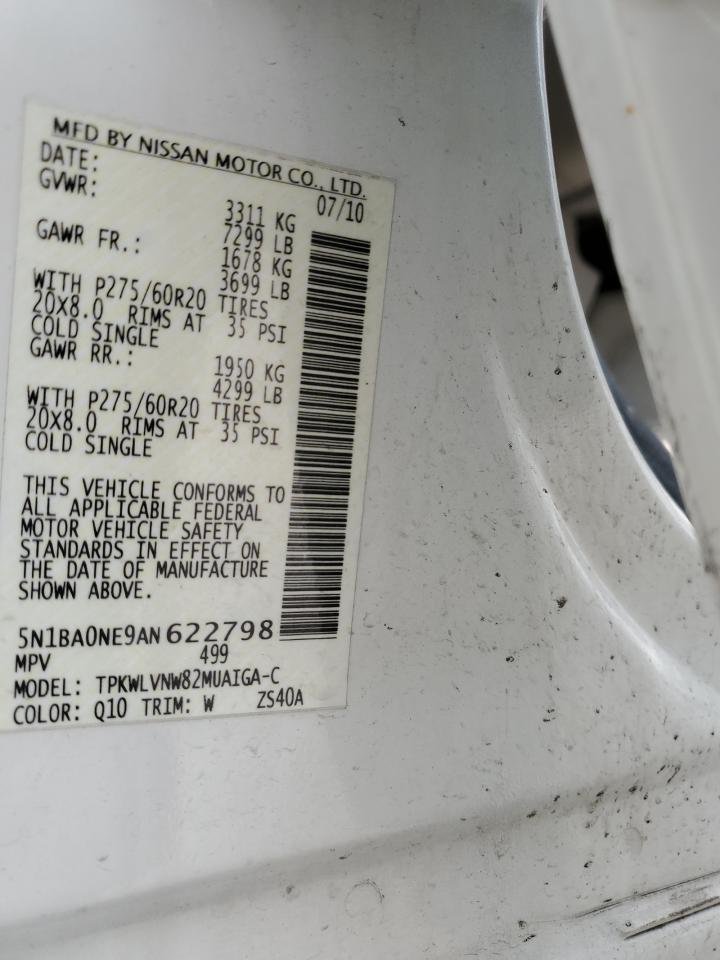 MFD BY NISSAN MOTOR CO., LTD.
DATE: 07/10
GVWR: 3311 KG
7299 LB
GAWR FR.: 1678 KG
3699 LB
WITH P275/60R20 TIRES
20X8.0 RIMS AT 35 PSI
COLD SINGLE
GAWR RR.: 1950 KG
4299 LB
WITH P275/60R20 TIRES
20X8.0 RIMS AT 35 PSI
COLD SINGLE
THIS VEHICLE CONFORMS TO
ALL APPLICABLE FEDERAL
MOTOR VEHICLE SAFETY
STANDARDS IN EFFECT ON
THE DATE OF MANUFACTURE
SHOWN ABOVE.
5N1BA0NE9AN622798
MPV 499
MODEL: TPKWLVNW82MUAIGA-C
COLOR: Q10 TRIM: W ZS40A